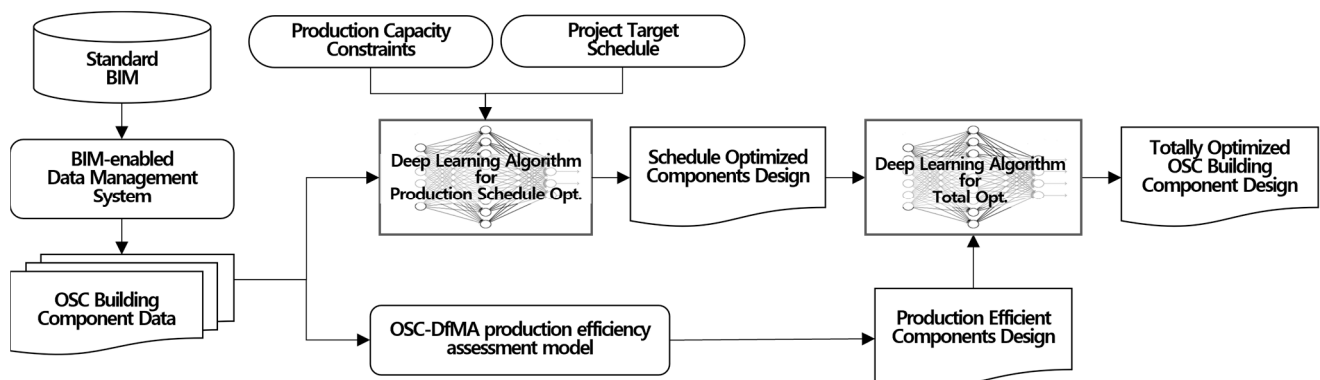 Standard
BIM
Production Capacity
Constraints
Project Target
Schedule
BIM-enabled
Data Management
System
Deep Learning Algorithm
for
Production Schedule Opt.
Schedule Optimized
Components Design
Deep Learning Algorithm
for
Total Opt.
Totally Optimized
OSC Building
Component Design
OSC Building
Component Data
OSC-DfMA production efficiency
assessment model
Production Efficient
Components Design